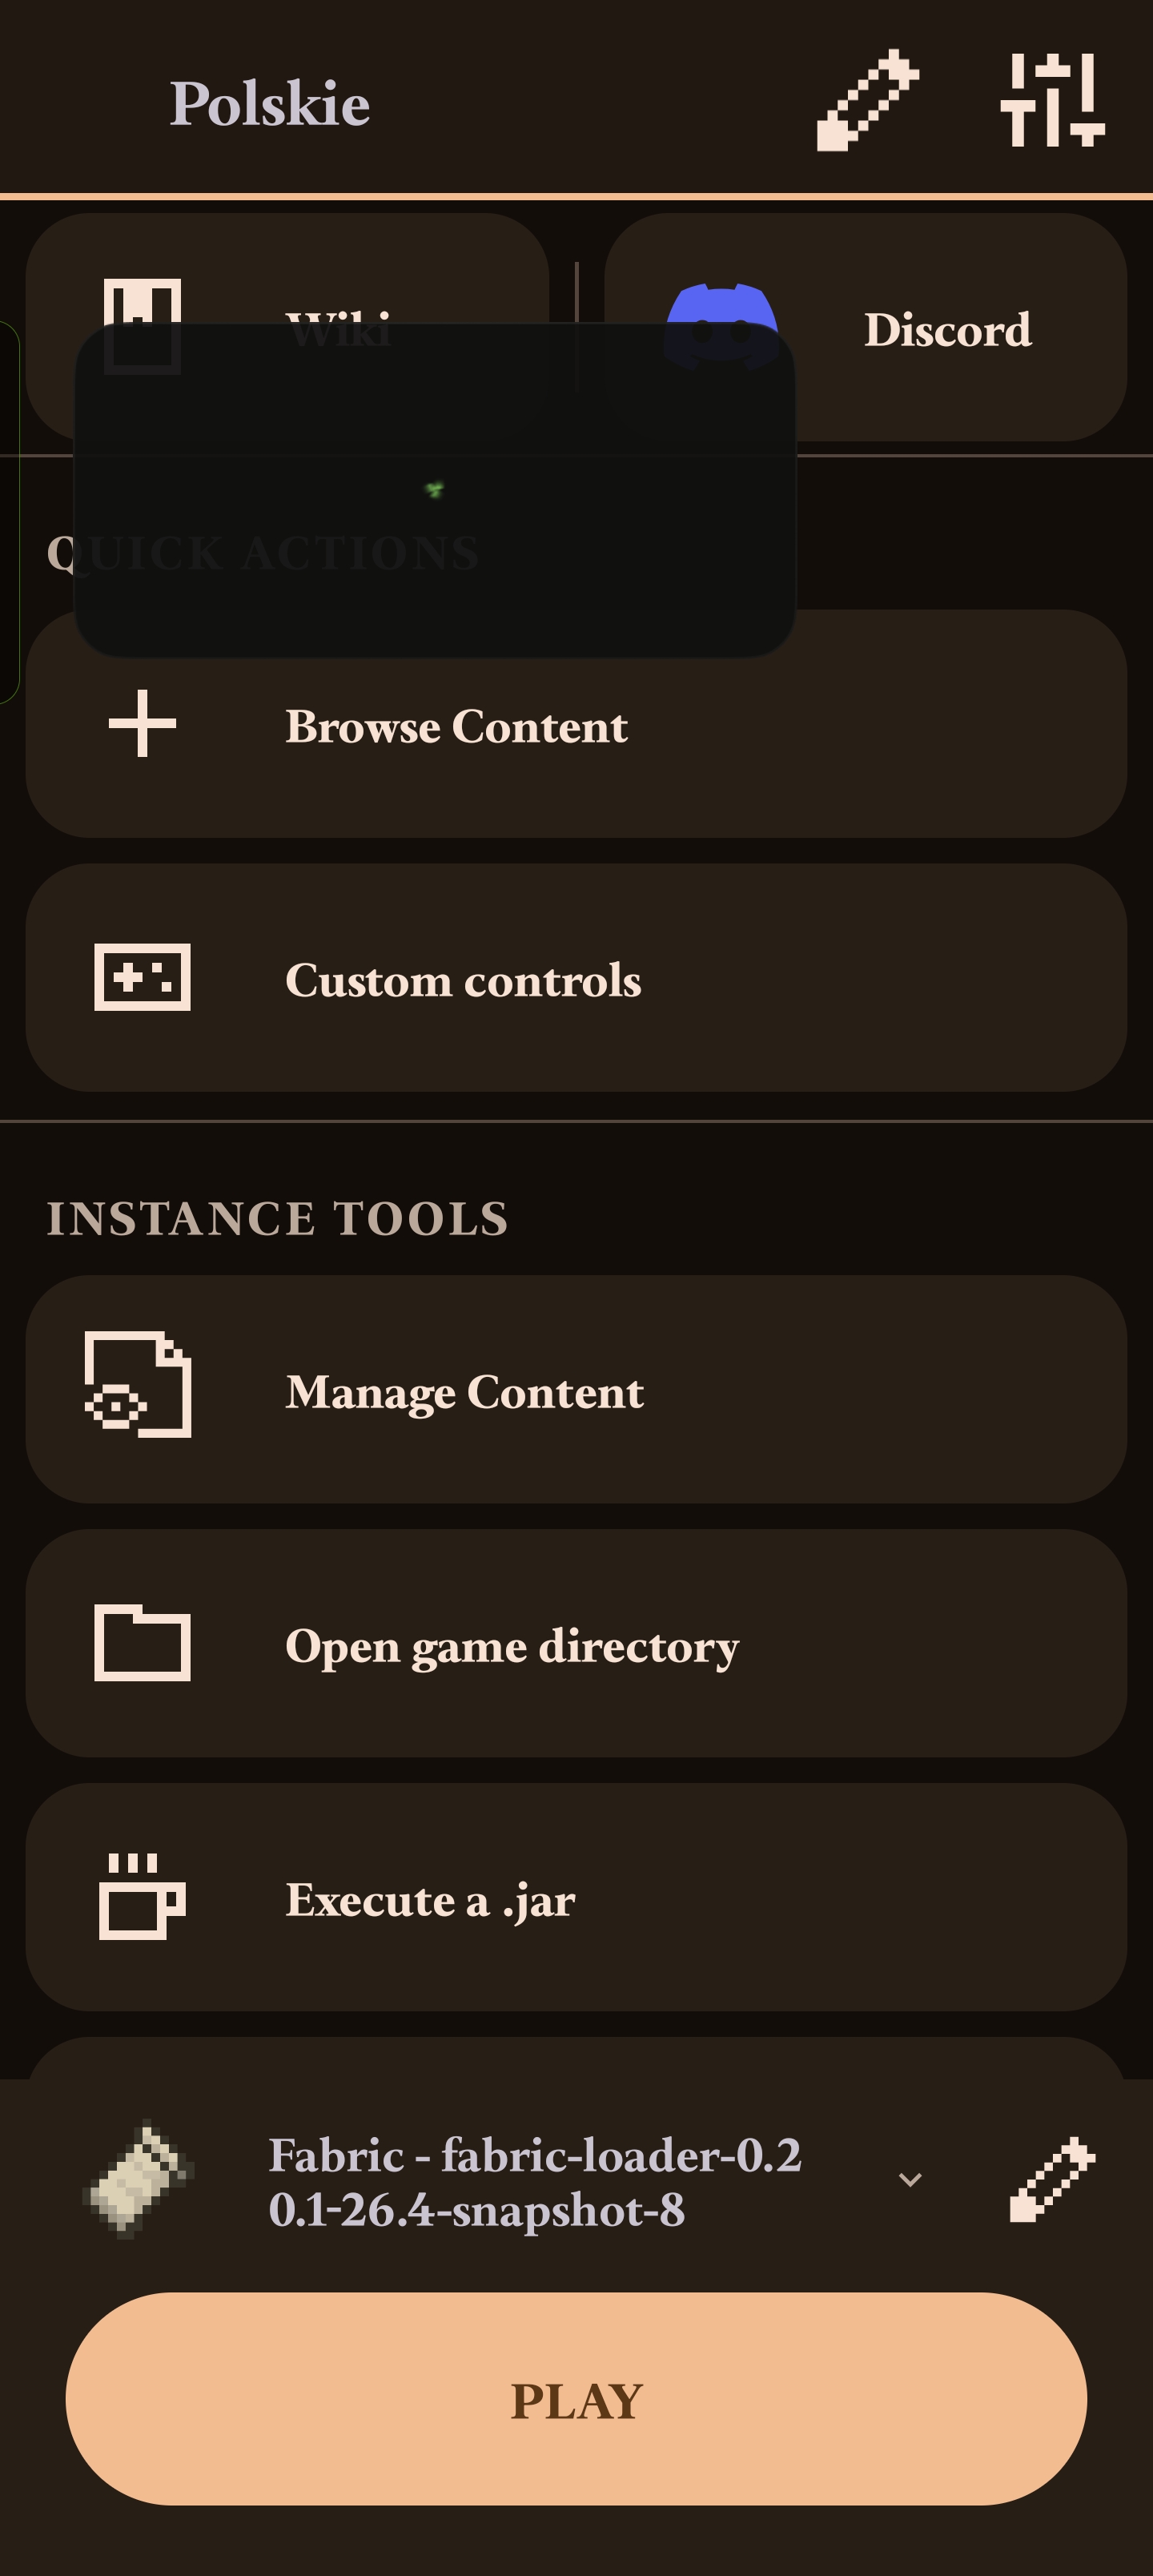 Polskie
Wiki
Discord
QUICK ACTIONS
Browse Content
Custom controls
INSTANCE TOOLS
Manage Content
Open game directory
Execute a .jar
Fabric - fabric-loader-0.2
0.1-26.4-snapshot-8
PLAY